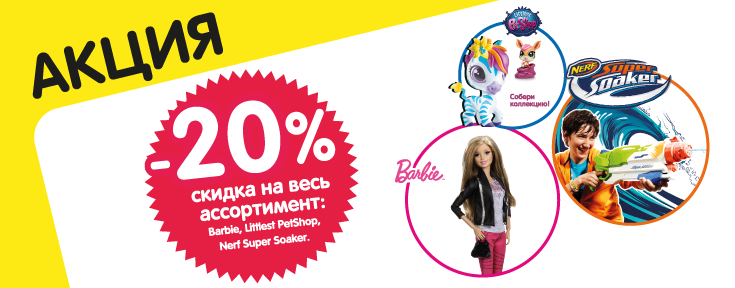 АКЦИЯ
-20%
скидка на весь
ассортимент:
Barbie, Littlest PetShop,
Nerf Super Soaker.
Littlest
PetShop
Собери
коллекцию!
NERF
Super
Soaker
Barbie